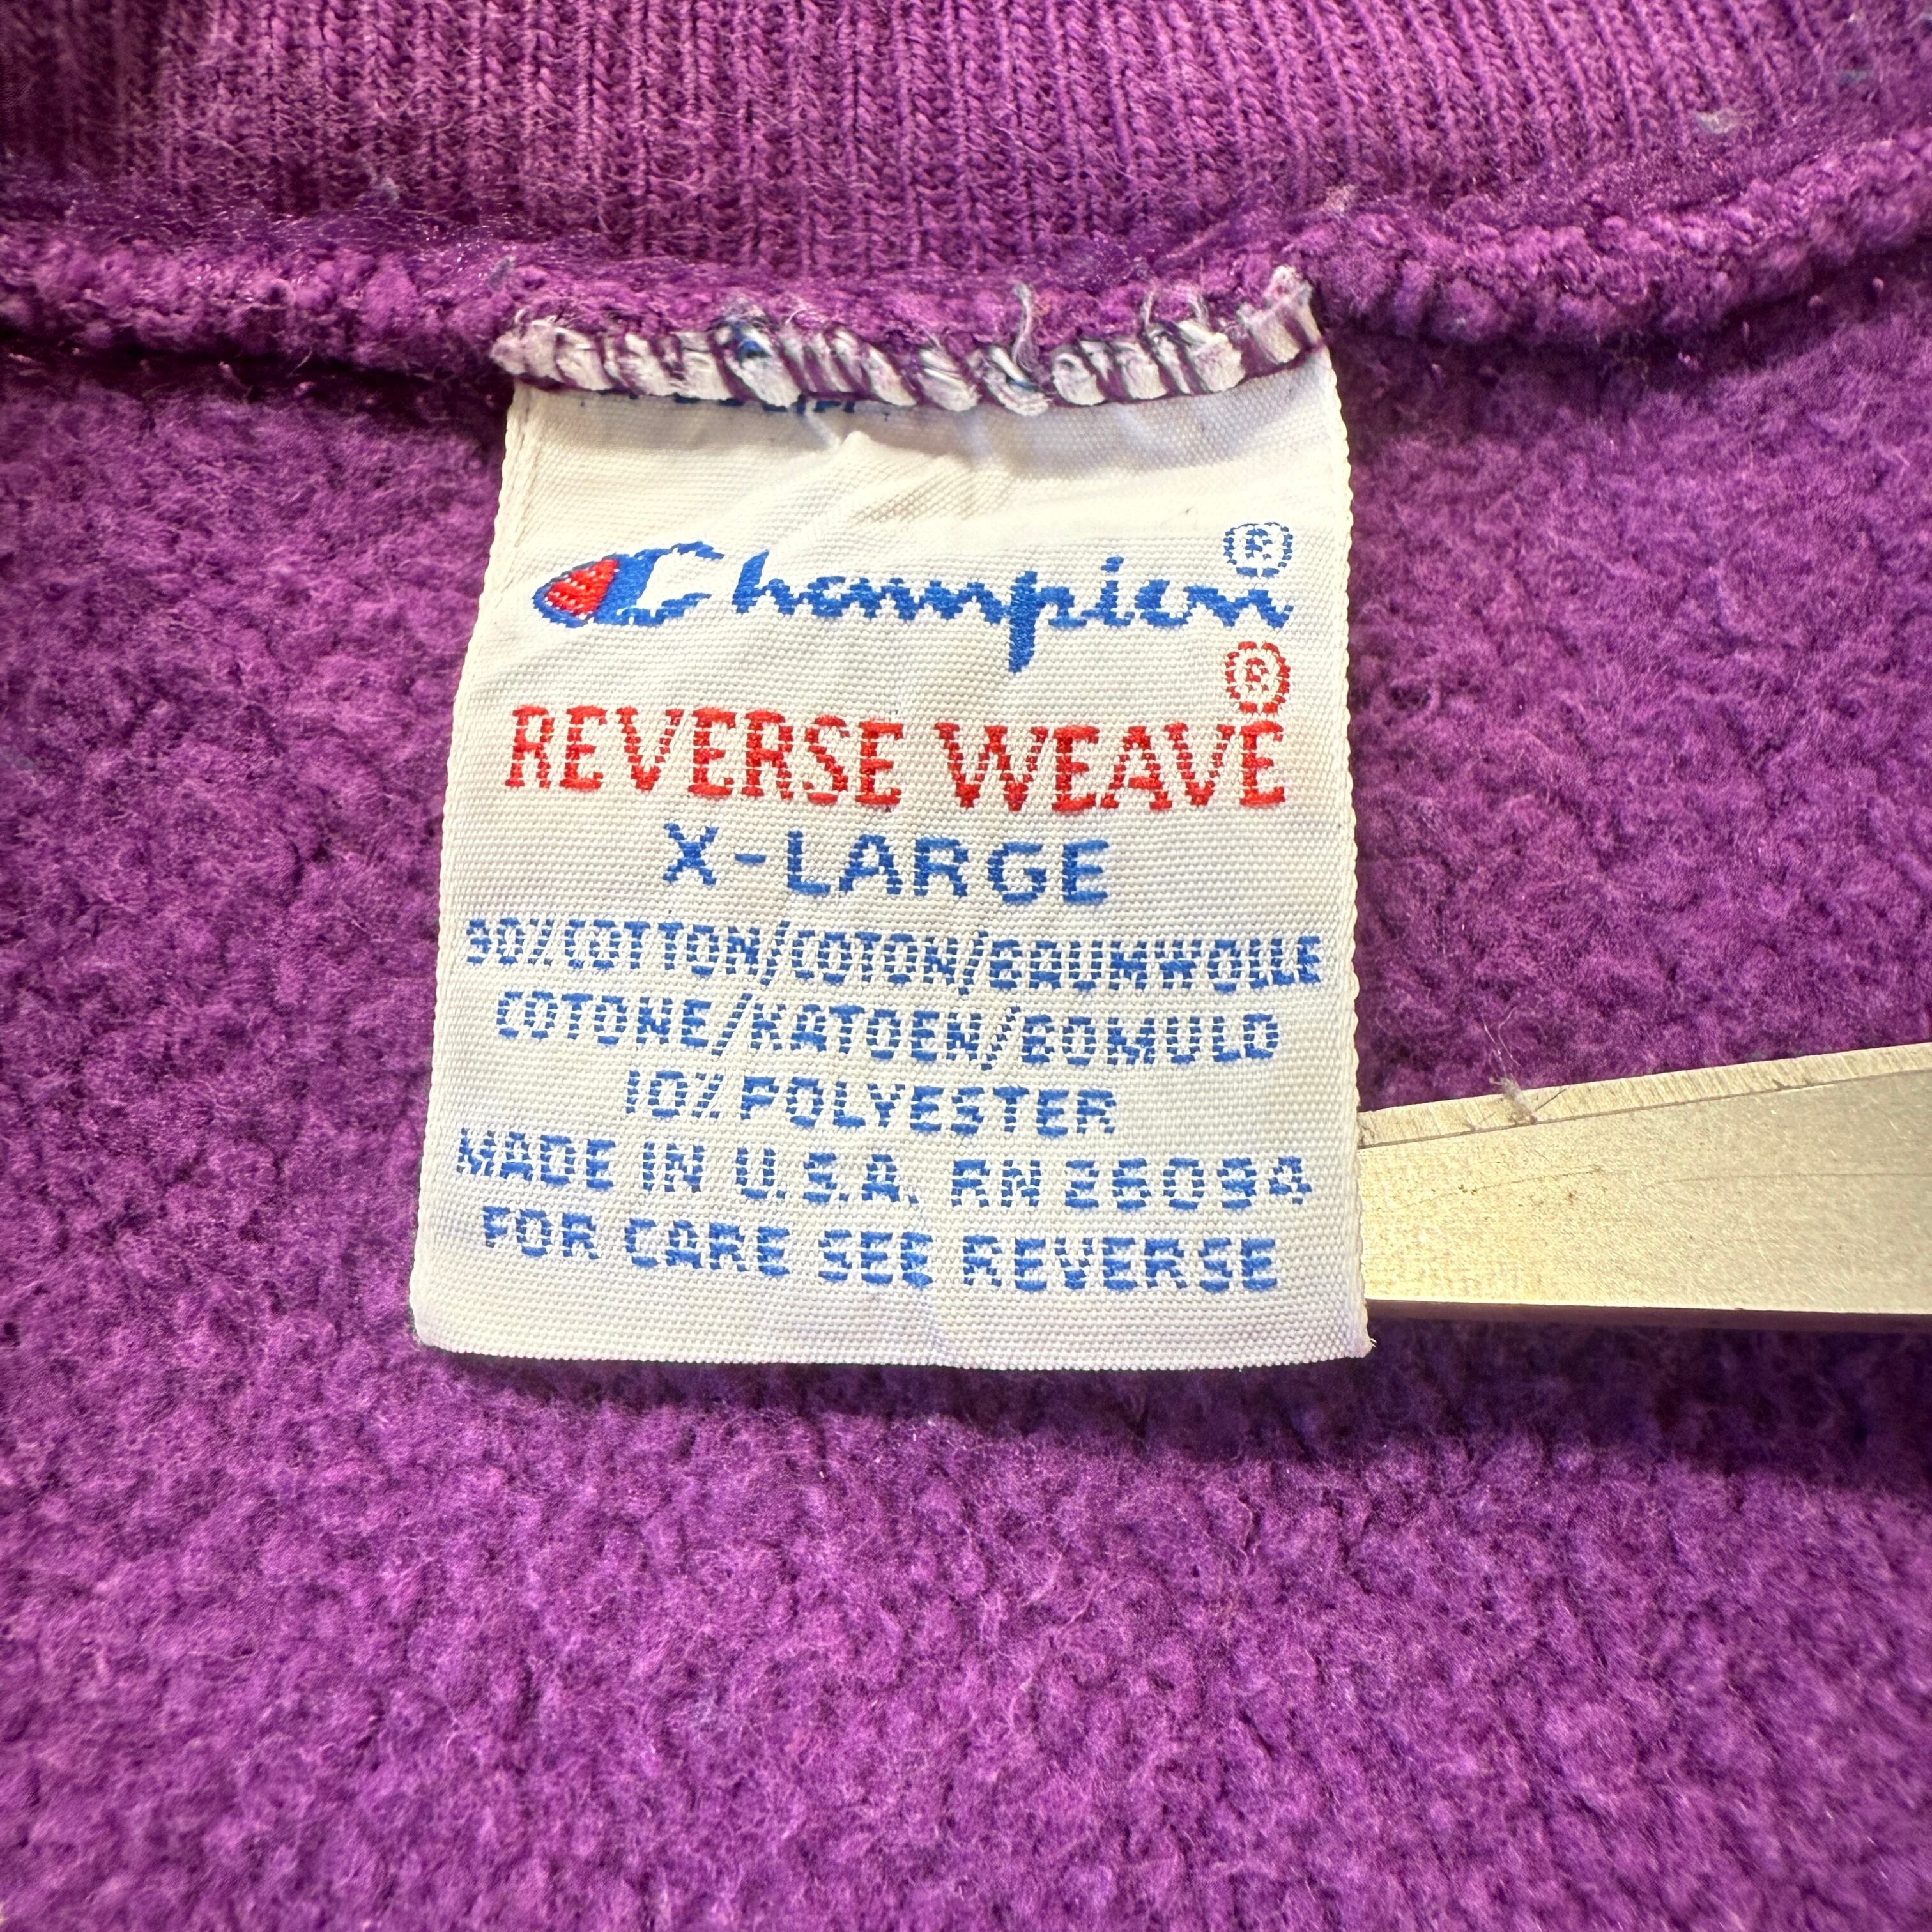 Champion®
REVERSE WEAVE®
X-LARGE
90% COTTON/COTON/BAUMWOLLE
COTONE/KATOEN/BOMULD
10% POLYESTER
MADE IN U.S.A. RN 26094
FOR CARE SEE REVERSE